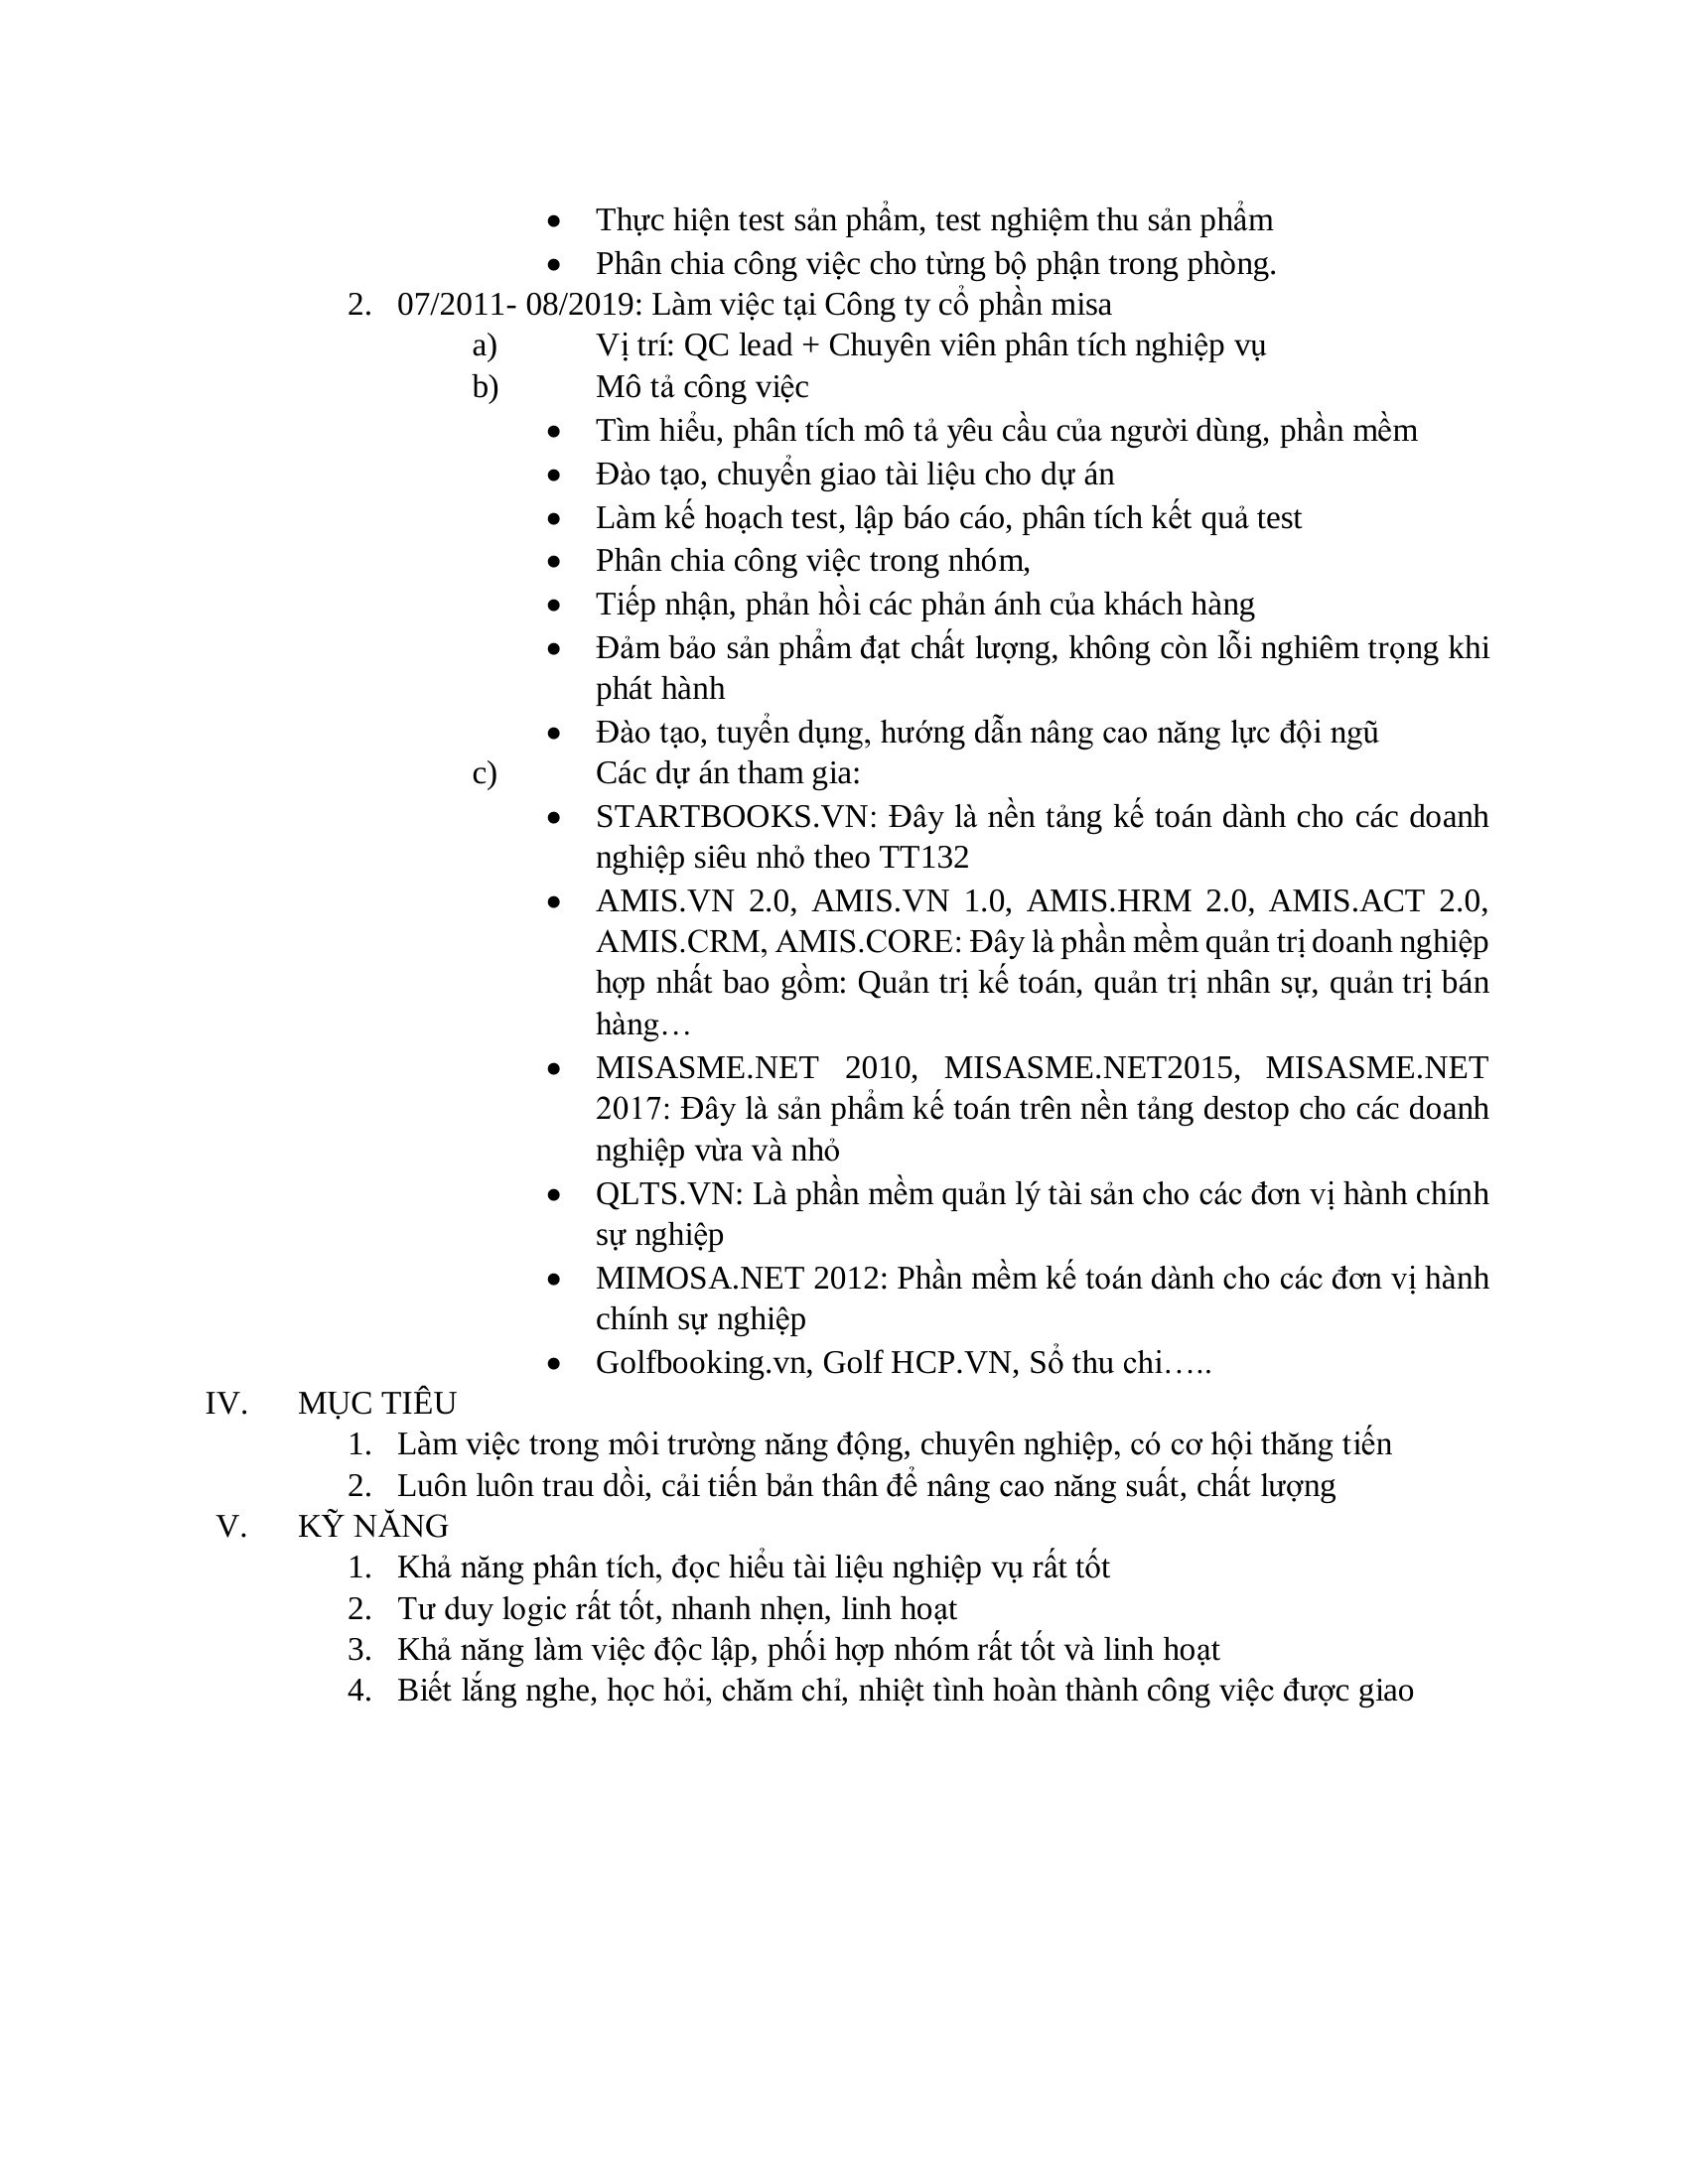 • Thực hiện test sản phẩm, test nghiệm thu sản phẩm
• Phân chia công việc cho từng bộ phận trong phòng.
2. 07/2011- 08/2019: Làm việc tại Công ty cổ phần misa
a) Vị trí: QC lead + Chuyên viên phân tích nghiệp vụ
b) Mô tả công việc
• Tìm hiểu, phân tích mô tả yêu cầu của người dùng, phần mềm
• Đào tạo, chuyển giao tài liệu cho dự án
• Làm kế hoạch test, lập báo cáo, phân tích kết quả test
• Phân chia công việc trong nhóm,
• Tiếp nhận, phản hồi các phản ánh của khách hàng
• Đảm bảo sản phẩm đạt chất lượng, không còn lỗi nghiêm trọng khi
phát hành
• Đào tạo, tuyển dụng, hướng dẫn nâng cao năng lực đội ngũ
c) Các dự án tham gia:
• STARTBOOKS.VN: Đây là nền tảng kế toán dành cho các doanh
nghiệp siêu nhỏ theo TT132
• AMIS.VN 2.0, AMIS.VN 1.0, AMIS.HRM 2.0, AMIS.ACT 2.0,
AMIS.CRM, AMIS.CORE: Đây là phần mềm quản trị doanh nghiệp
hợp nhất bao gồm: Quản trị kế toán, quản trị nhân sự, quản trị bán
hàng…
• MISASME.NET 2010, MISASME.NET2015, MISASME.NET
2017: Đây là sản phẩm kế toán trên nền tảng destop cho các doanh
nghiệp vừa và nhỏ
• QLTS.VN: Là phần mềm quản lý tài sản cho các đơn vị hành chính
sự nghiệp
• MIMOSA.NET 2012: Phần mềm kế toán dành cho các đơn vị hành
chính sự nghiệp
• Golfbooking.vn, Golf HCP.VN, Sổ thu chi…..
IV. MỤC TIÊU
1. Làm việc trong môi trường năng động, chuyên nghiệp, có cơ hội thăng tiến
2. Luôn luôn trau dồi, cải tiến bản thân để nâng cao năng suất, chất lượng
V. KỸ NĂNG
1. Khả năng phân tích, đọc hiểu tài liệu nghiệp vụ rất tốt
2. Tư duy logic rất tốt, nhanh nhẹn, linh hoạt
3. Khả năng làm việc độc lập, phối hợp nhóm rất tốt và linh hoạt
4. Biết lắng nghe, học hỏi, chăm chỉ, nhiệt tình hoàn thành công việc được giao